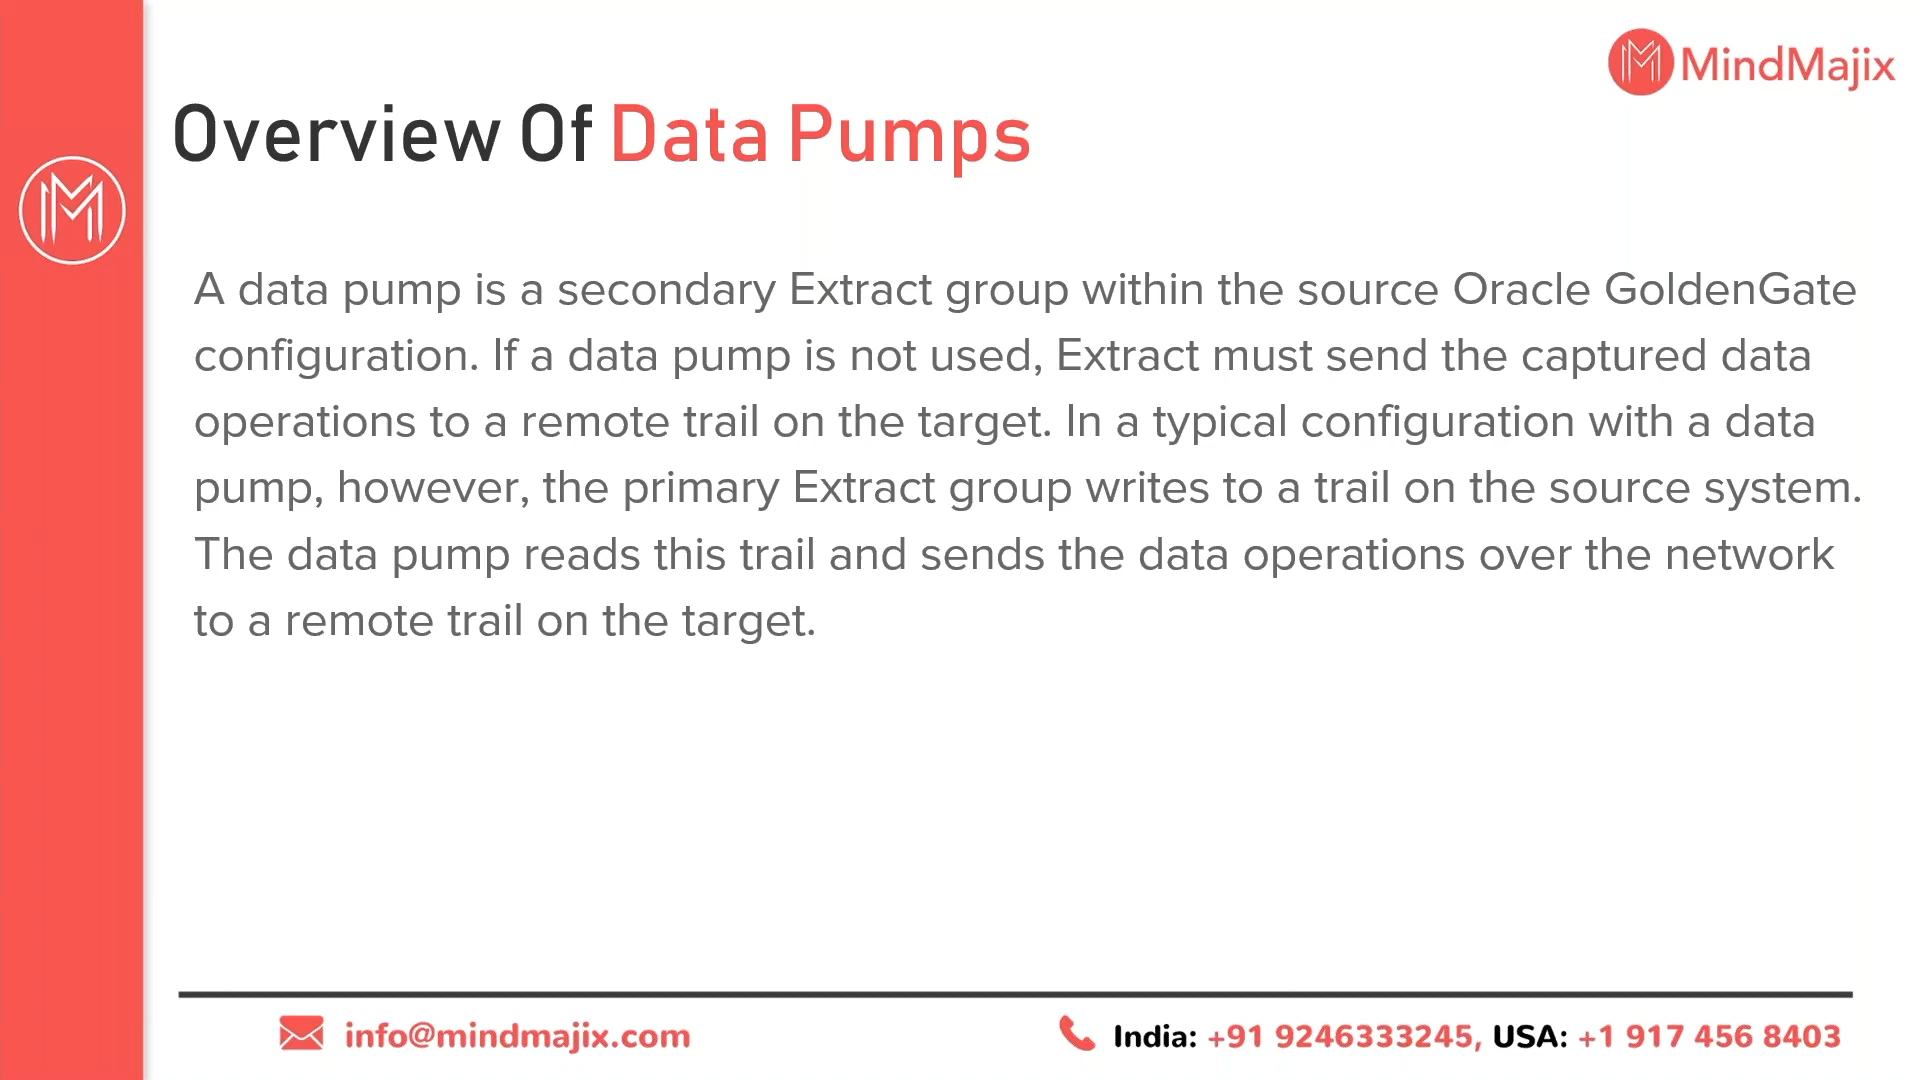 MindMajix
Overview Of Data Pumps
A data pump is a secondary Extract group within the source Oracle GoldenGate
configuration. If a data pump is not used, Extract must send the captured data
operations to a remote trail on the target. In a typical configuration with a data
pump, however, the primary Extract group writes to a trail on the source system.
The data pump reads this trail and sends the data operations over the network
to a remote trail on the target.
info@mindmajix.com
India: +91 9246333245, USA: +1 917 456 8403